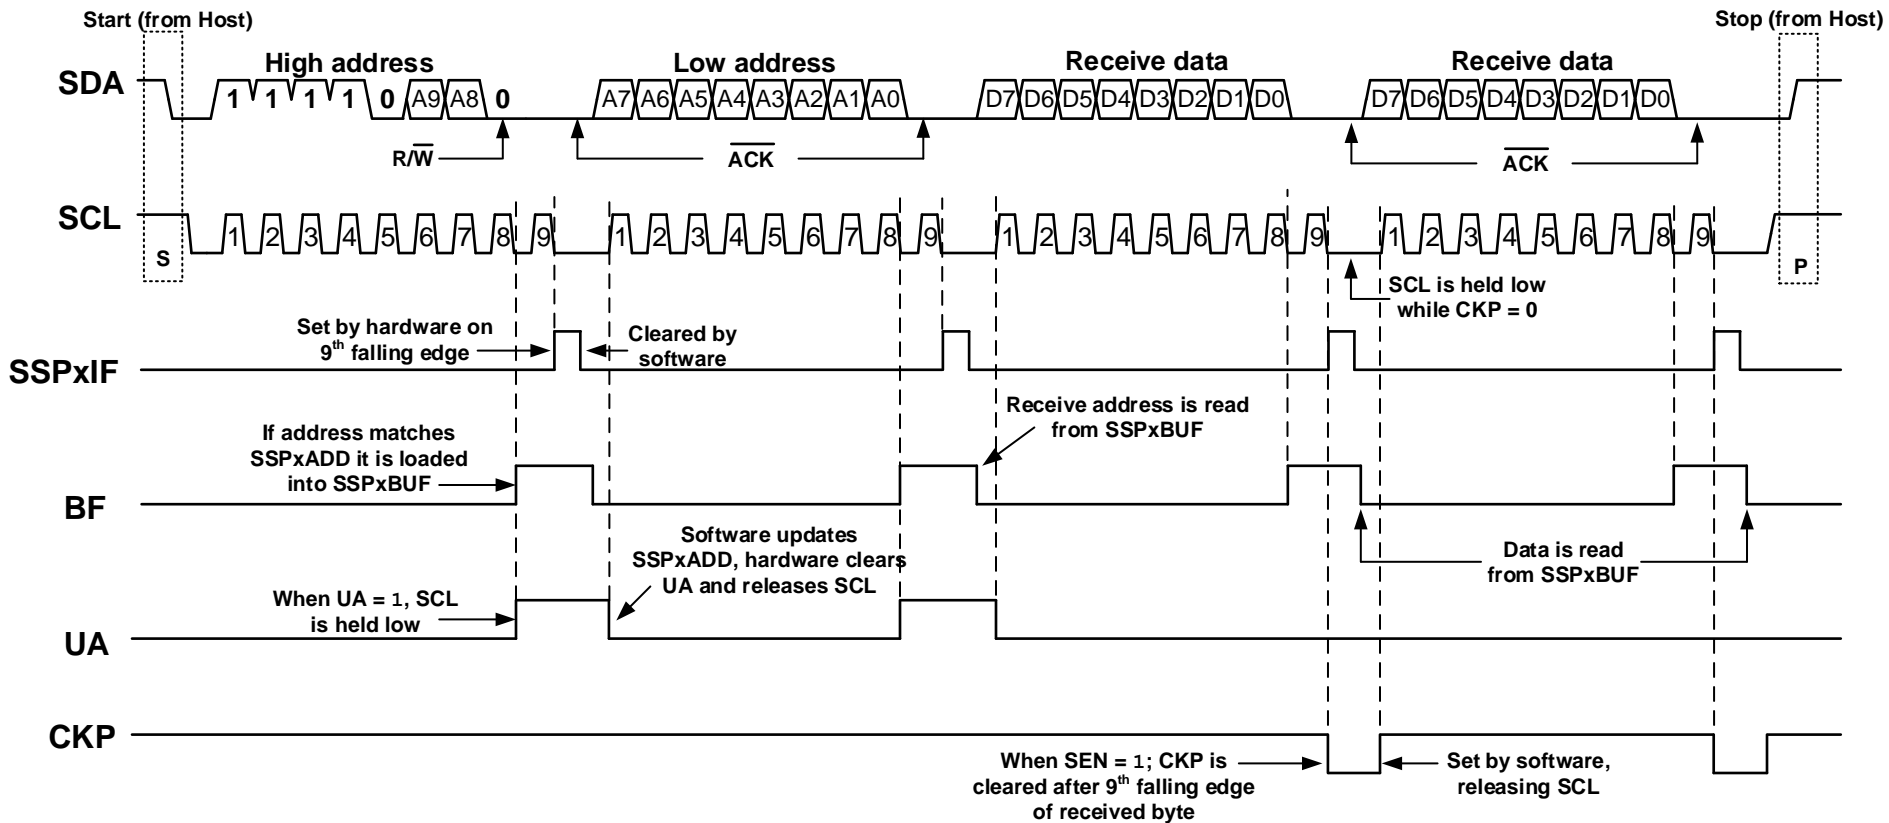 Start (from Host)
Stop (from Host)
High address
Low address
Receive data
Receive data
SDA
1 1 1 1 0 A9 A8 0
A7 A6 A5 A4 A3 A2 A1 A0
D7 D6 D5 D4 D3 D2 D1 D0
D7 D6 D5 D4 D3 D2 D1 D0
R/W̅
A̅C̅K̅
A̅C̅K̅
SCL
1 2 3 4 5 6 7 8 9
1 2 3 4 5 6 7 8 9
1 2 3 4 5 6 7 8 9
1 2 3 4 5 6 7 8 9
S
P
SCL is held low
while CKP = 0
Set by hardware on
9th falling edge
Cleared by
software
SSPxIF
Receive address is read
from SSPxBUF
If address matches
SSPxADD it is loaded
into SSPxBUF
BF
Software updates
SSPxADD, hardware clears
UA and releases SCL
Data is read
from SSPxBUF
When UA = 1, SCL
is held low
UA
CKP
When SEN = 1; CKP is
cleared after 9th falling edge
of received byte
Set by software,
releasing SCL